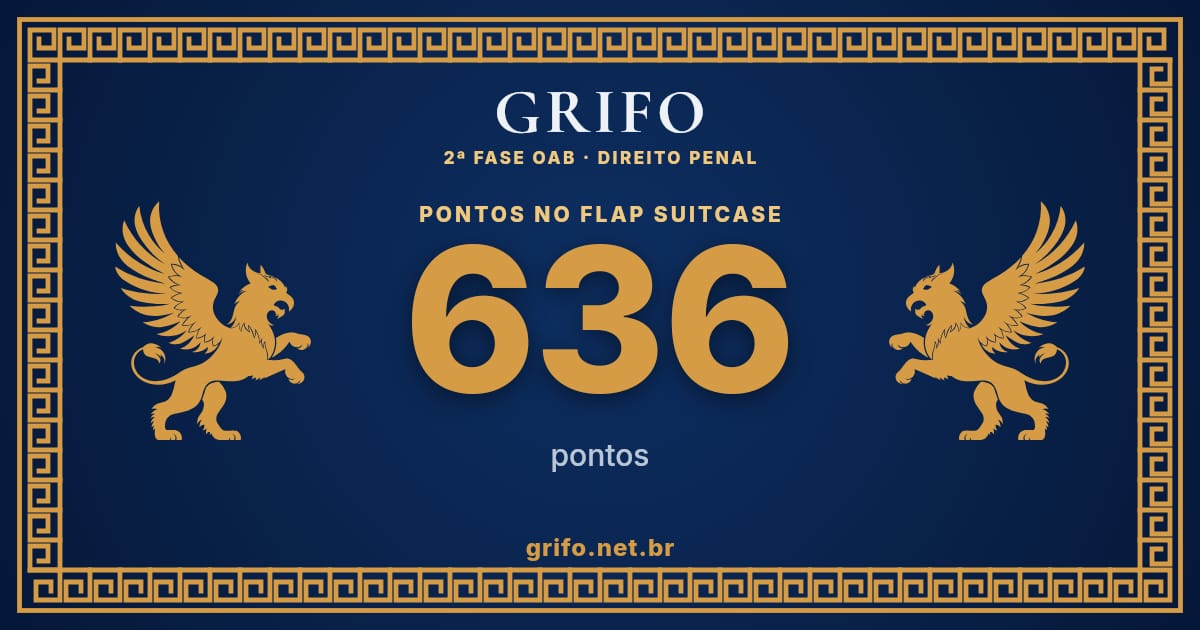 GRIFO
2ª FASE OAB · DIREITO PENAL
PONTOS NO FLAP SUITCASE
636
pontos
grifo.net.br